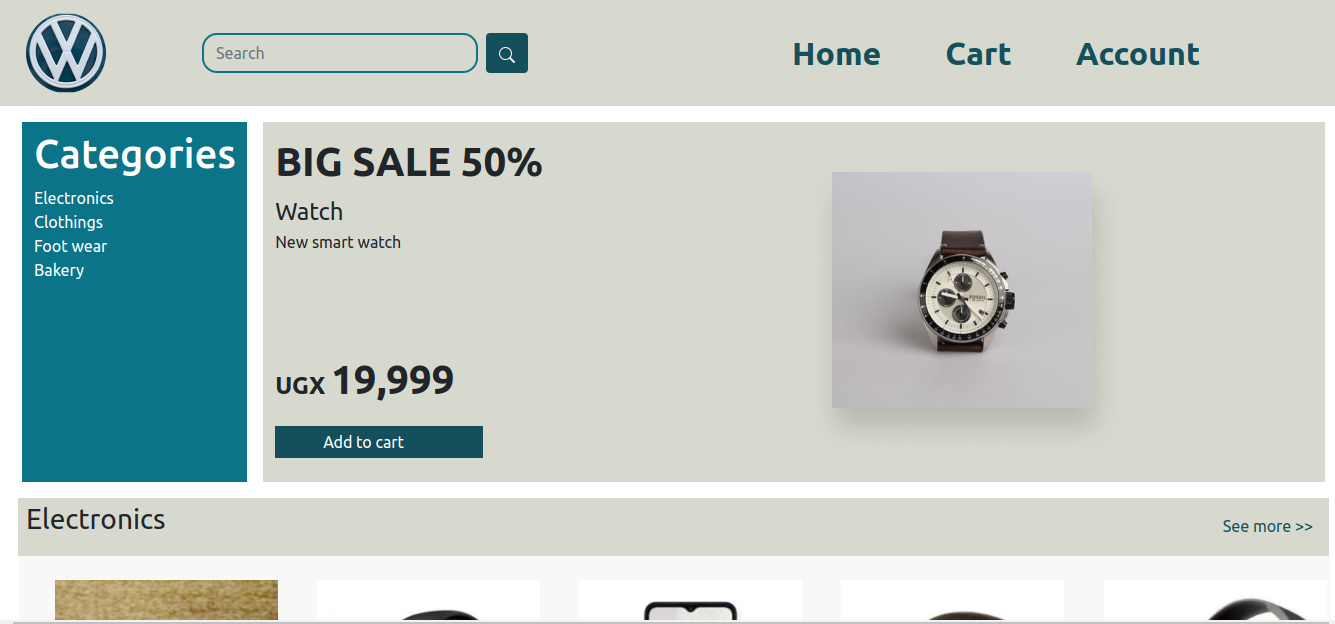 Search
Home
Cart
Account
Categories
Electronics
Clothings
Foot wear
Bakery
BIG SALE 50%
Watch
New smart watch
FOSSIL
UGX 19,999
Add to cart
Electronics
See more >>